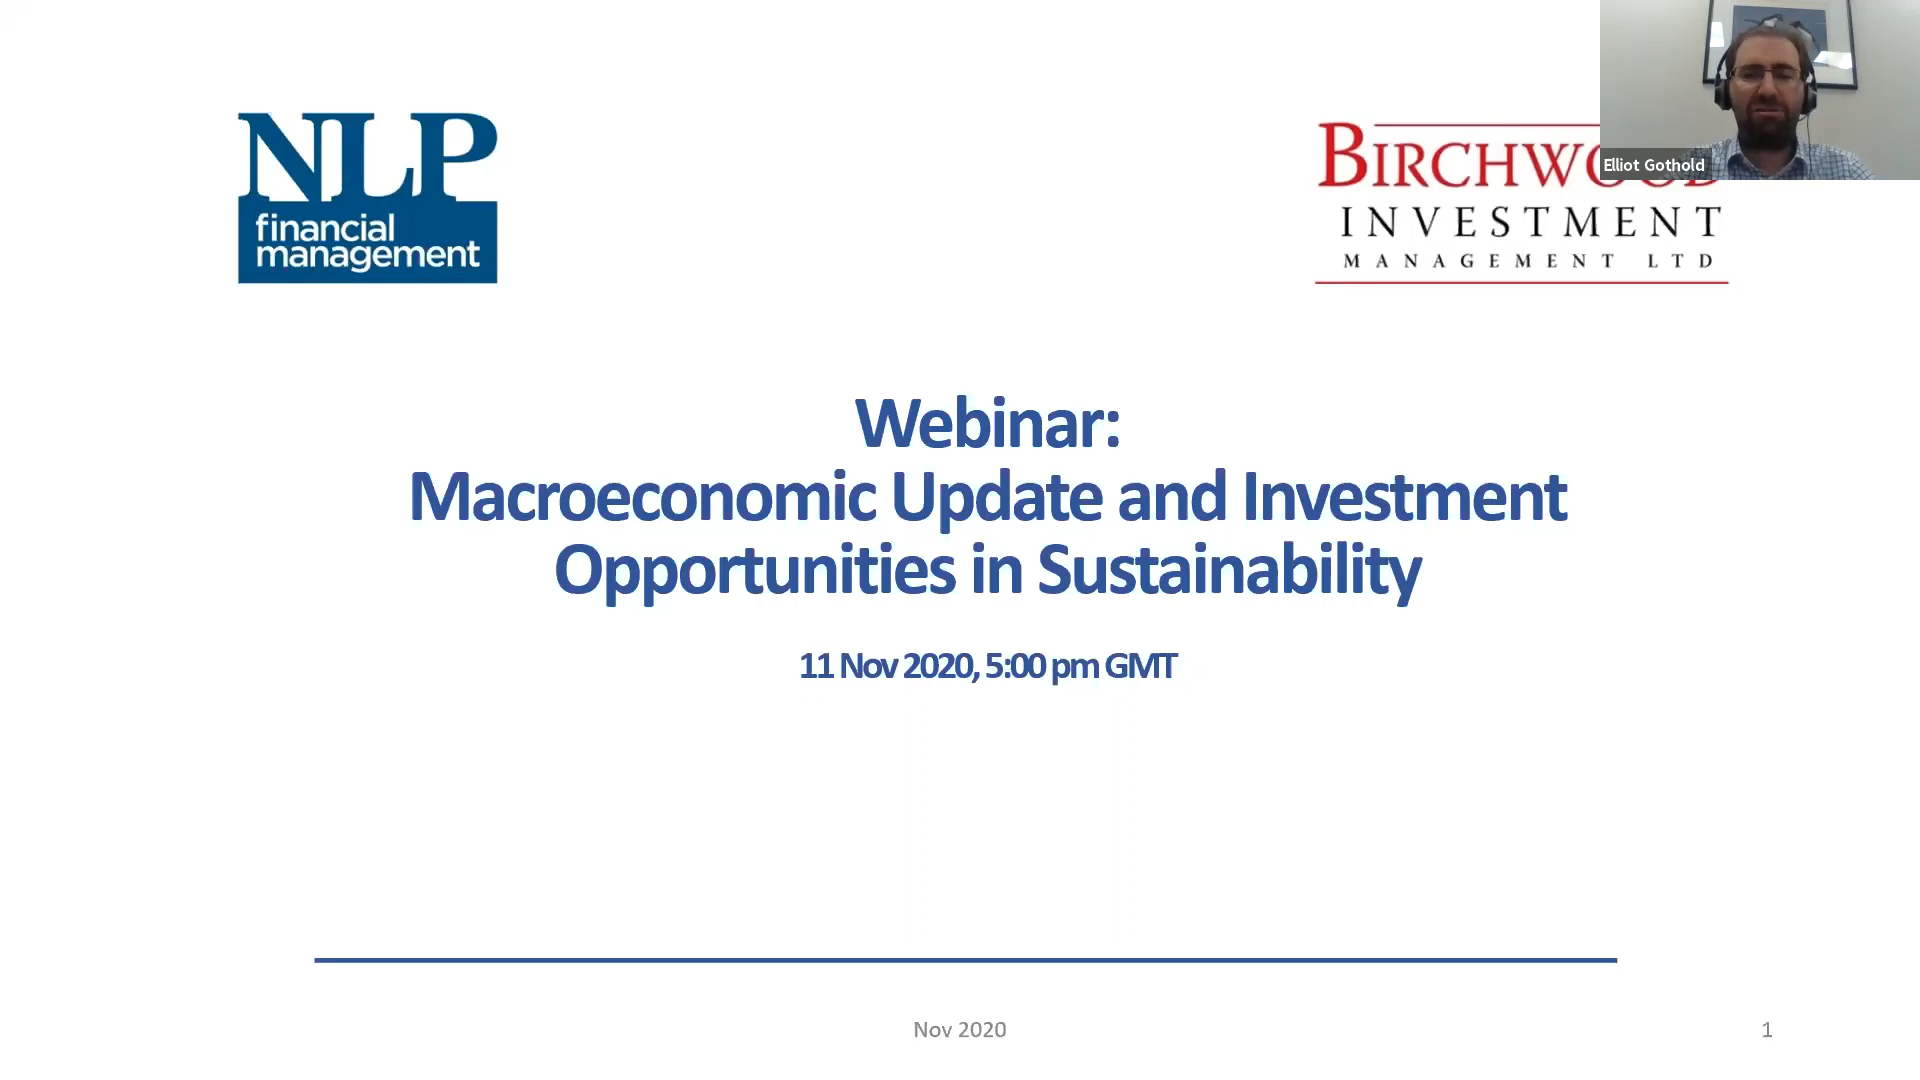 NLP
financial
management
BIRCHWOOD
INVESTMENT
MANAGEMENT LTD
Elliot Gothold
Webinar:
Macroeconomic Update and Investment
Opportunities in Sustainability
11 Nov 2020, 5:00 pm GMT
Nov 2020
1